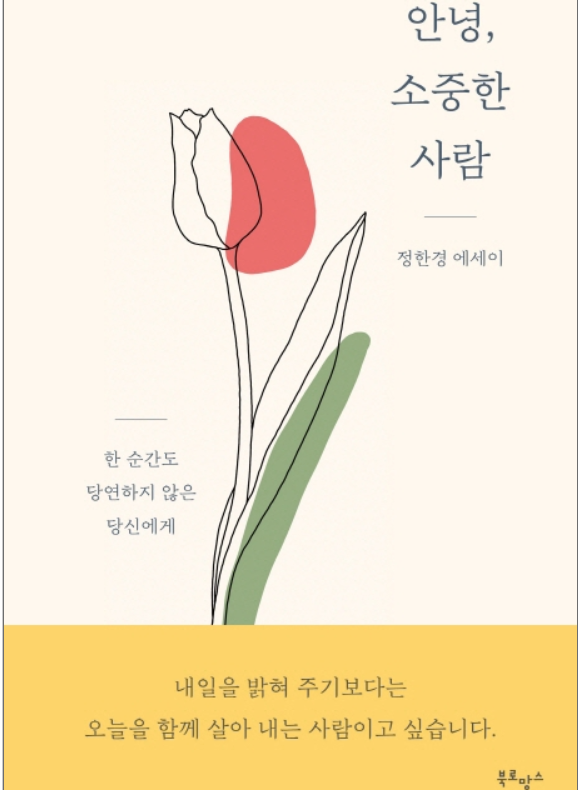 안녕,
소중한
사람
정한경 에세이
한 순간도
당연하지 않은
당신에게
내일을 밝혀 주기보다는
오늘을 함께 살아 내는 사람이고 싶습니다.
북로망스